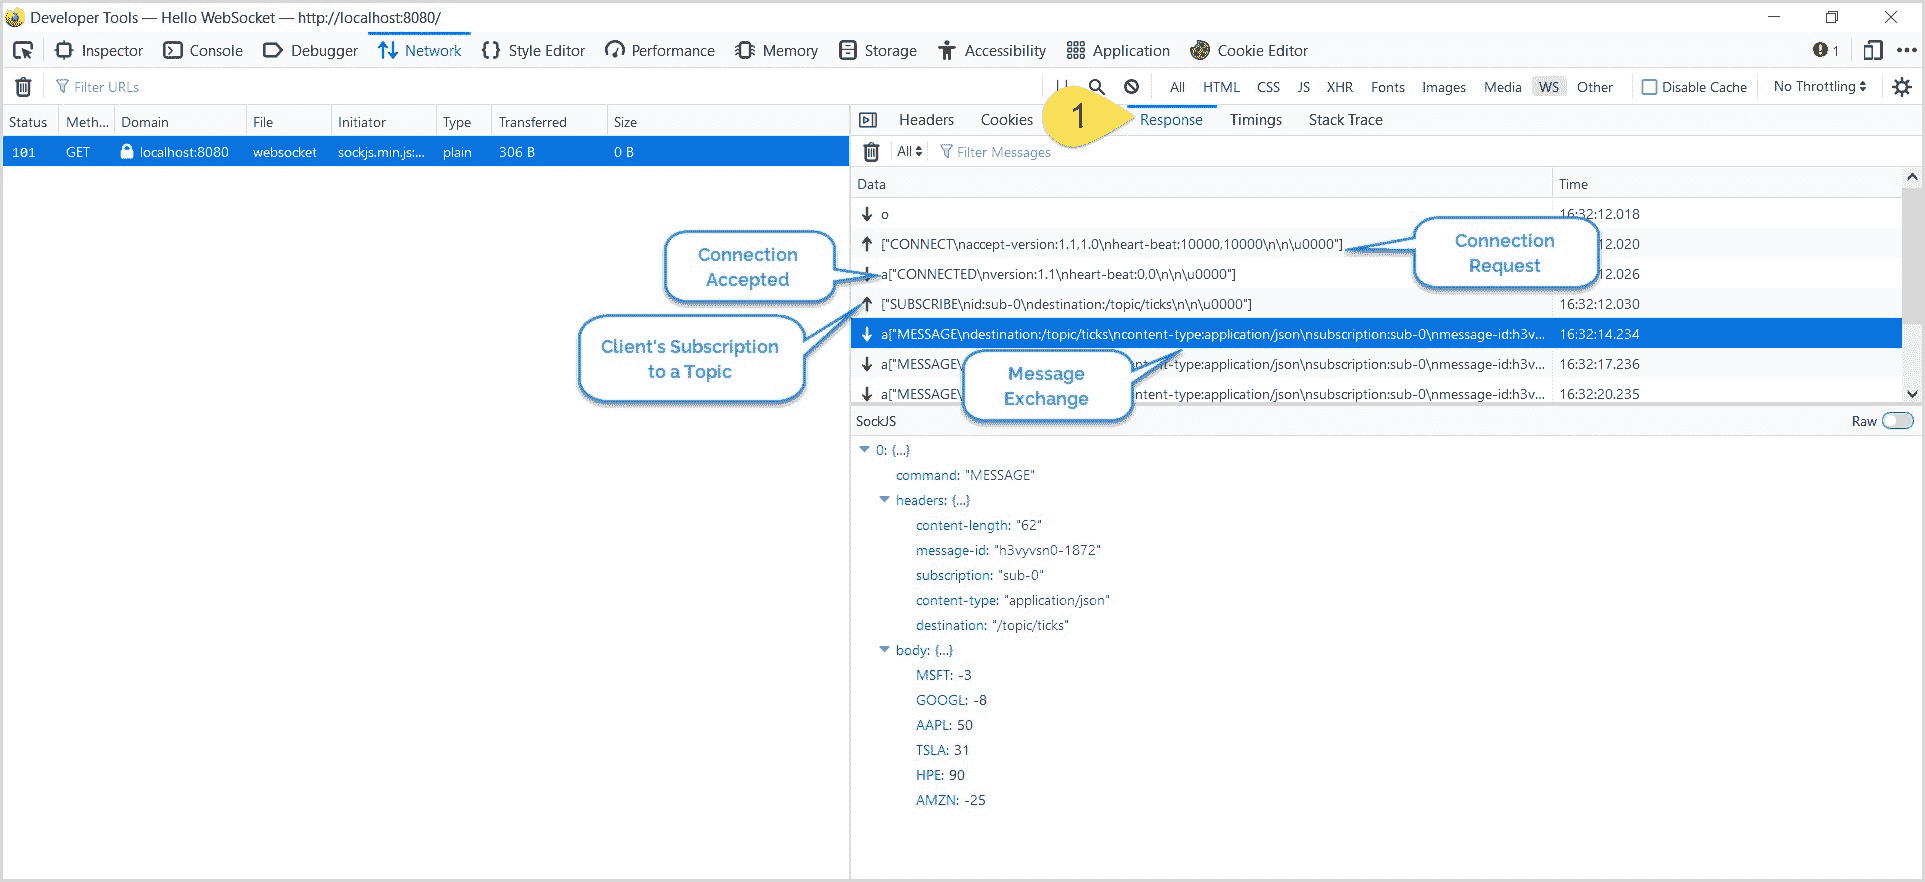 Developer Tools — Hello WebSocket — http://localhost:8080/
Inspector Console Debugger Network Style Editor Performance Memory Storage Accessibility Application Cookie Editor 1
Filter URLs All HTML CSS JS XHR Fonts Images Media WS Other Disable Cache No Throttling
Status Meth... Domain File Initiator Type Transferred Size
101 GET localhost:8080 websocket sockjs.min.js:... plain 306 B 0 B
Headers Cookies 1 Response Timings Stack Trace
All Filter Messages
Data Time
o 16:32:12.018
["CONNECT\naccept-version:1.1,1.0\nheart-beat:10000,10000\n\n\u0000"] 12.020
Connection
Request
Connection
Accepted
a["CONNECTED\nversion:1.1\nheart-beat:0,0\n\n\u0000"] 12.026
["SUBSCRIBE\nid:sub-0\ndestination:/topic/ticks\n\n\u0000"] 16:32:12.030
Client's Subscription
to a Topic
a["MESSAGE\ndestination:/topic/ticks\ncontent-type:application/json\nsubscription:sub-0\nmessage-id:h3v... 16:32:14.234
a["MESSAGE\ ntent-type:application/json\nsubscription:sub-0\nmessage-id:h3v... 16:32:17.236
a["MESSAGE\ ntent-type:application/json\nsubscription:sub-0\nmessage-id:h3v... 16:32:20.235
Message
Exchange
SockJS Raw
0: {...}
command: "MESSAGE"
headers: {...}
content-length: "62"
message-id: "h3vyvsn0-1872"
subscription: "sub-0"
content-type: "application/json"
destination: "/topic/ticks"
body: {...}
MSFT: -3
GOOGL: -8
AAPL: 50
TSLA: 31
HPE: 90
AMZN: -25